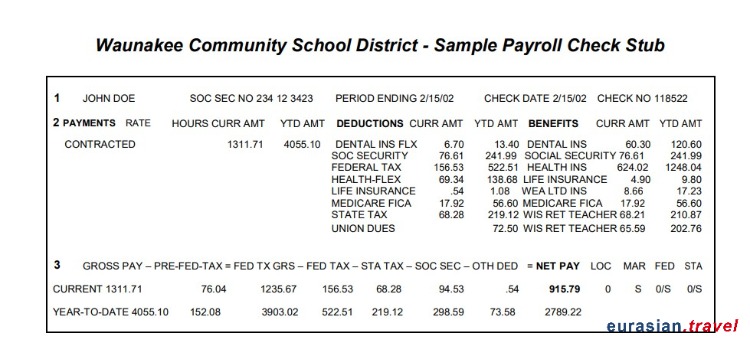 Waunakee Community School District - Sample Payroll Check Stub
1 JOHN DOE SOC SEC NO 234 12 3423 PERIOD ENDING 2/15/02 CHECK DATE 2/15/02 CHECK NO 118522
2 PAYMENTS RATE HOURS CURR AMT YTD AMT DEDUCTIONS CURR AMT YTD AMT BENEFITS CURR AMT YTD AMT
CONTRACTED 1311.71 4055.10 DENTAL INS FLX 6.70 13.40 DENTAL INS 60.30 120.60
SOC SECURITY 76.61 241.99 SOCIAL SECURITY 76.61 241.99
FEDERAL TAX 156.53 522.51 HEALTH INS 624.02 1248.04
HEALTH-FLEX 69.34 138.68 LIFE INSURANCE 4.90 9.80
LIFE INSURANCE .54 1.08 WEA LTD INS 8.66 17.23
MEDICARE FICA 17.92 56.60 MEDICARE FICA 17.92 56.60
STATE TAX 68.28 219.12 WIS RET TEACHER 68.21 210.87
UNION DUES 72.50 WIS RET TEACHER 65.59 202.76
3 GROSS PAY – PRE-FED-TAX = FED TX GRS – FED TAX – STA TAX – SOC SEC – OTH DED = NET PAY LOC MAR FED STA
CURRENT 1311.71 76.04 1235.67 156.53 68.28 94.53 .54 915.79 0 S 0/S 0/S
YEAR-TO-DATE 4055.10 152.08 3903.02 522.51 219.12 298.59 73.58 2789.22
eurasian.travel